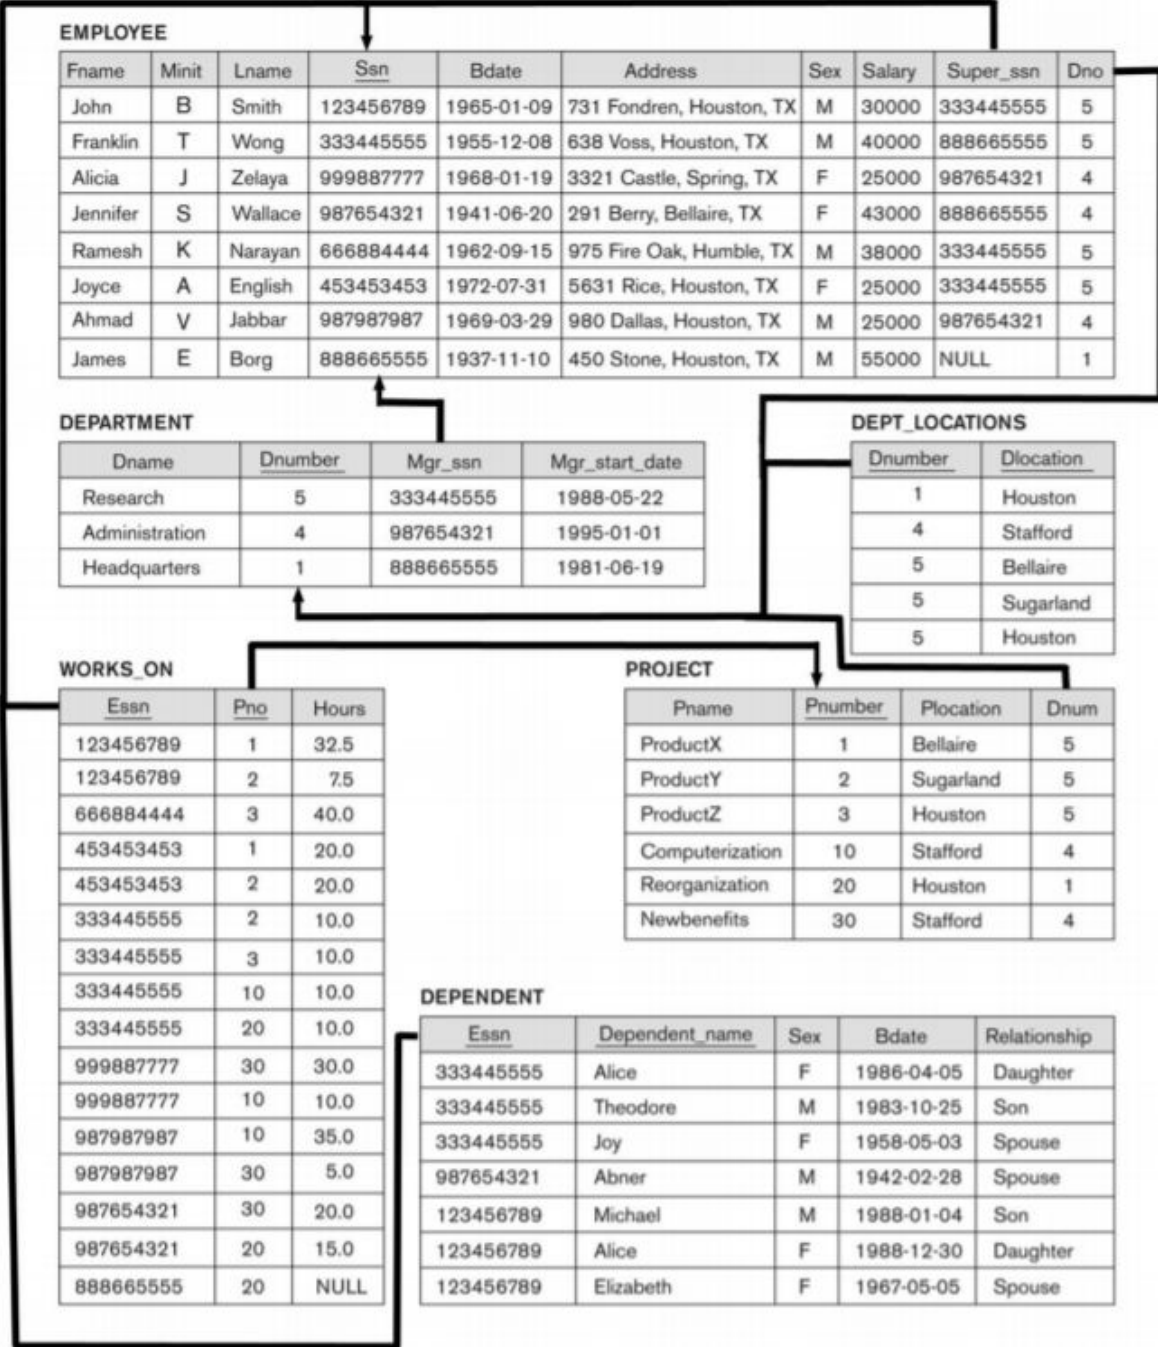 EMPLOYEE
Fname Minit Lname Ssn Bdate Address Sex Salary Super_ssn Dno
John B Smith 123456789 1965-01-09 731 Fondren, Houston, TX M 30000 333445555 5
Franklin T Wong 333445555 1955-12-08 638 Voss, Houston, TX M 40000 888665555 5
Alicia J Zelaya 999887777 1968-01-19 3321 Castle, Spring, TX F 25000 987654321 4
Jennifer S Wallace 987654321 1941-06-20 291 Berry, Bellaire, TX F 43000 888665555 4
Ramesh K Narayan 666884444 1962-09-15 975 Fire Oak, Humble, TX M 38000 333445555 5
Joyce A English 453453453 1972-07-31 5631 Rice, Houston, TX F 25000 333445555 5
Ahmad V Jabbar 987987987 1969-03-29 980 Dallas, Houston, TX M 25000 987654321 4
James E Borg 888665555 1937-11-10 450 Stone, Houston, TX M 55000 NULL 1
DEPARTMENT
Dname Dnumber Mgr_ssn Mgr_start_date
Research 5 333445555 1988-05-22
Administration 4 987654321 1995-01-01
Headquarters 1 888665555 1981-06-19
DEPT_LOCATIONS
Dnumber Dlocation
1 Houston
4 Stafford
5 Bellaire
5 Sugarland
5 Houston
WORKS_ON
Essn Pno Hours
123456789 1 32.5
123456789 2 7.5
666884444 3 40.0
453453453 1 20.0
453453453 2 20.0
333445555 2 10.0
333445555 3 10.0
333445555 10 10.0
333445555 20 10.0
999887777 30 30.0
999887777 10 10.0
987987987 10 35.0
987987987 30 5.0
987654321 30 20.0
987654321 20 15.0
888665555 20 NULL
PROJECT
Pname Pnumber Plocation Dnum
ProductX 1 Bellaire 5
ProductY 2 Sugarland 5
ProductZ 3 Houston 5
Computerization 10 Stafford 4
Reorganization 20 Houston 1
Newbenefits 30 Stafford 4
DEPENDENT
Essn Dependent_name Sex Bdate Relationship
333445555 Alice F 1986-04-05 Daughter
333445555 Theodore M 1983-10-25 Son
333445555 Joy F 1958-05-03 Spouse
987654321 Abner M 1942-02-28 Spouse
123456789 Michael M 1988-01-04 Son
123456789 Alice F 1988-12-30 Daughter
123456789 Elizabeth F 1967-05-05 Spouse